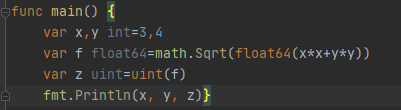 func main() {
    var x,y int=3,4
    var f float64=math.Sqrt(float64(x*x+y*y))
    var z uint=uint(f)
    fmt.Println(x, y, z)}